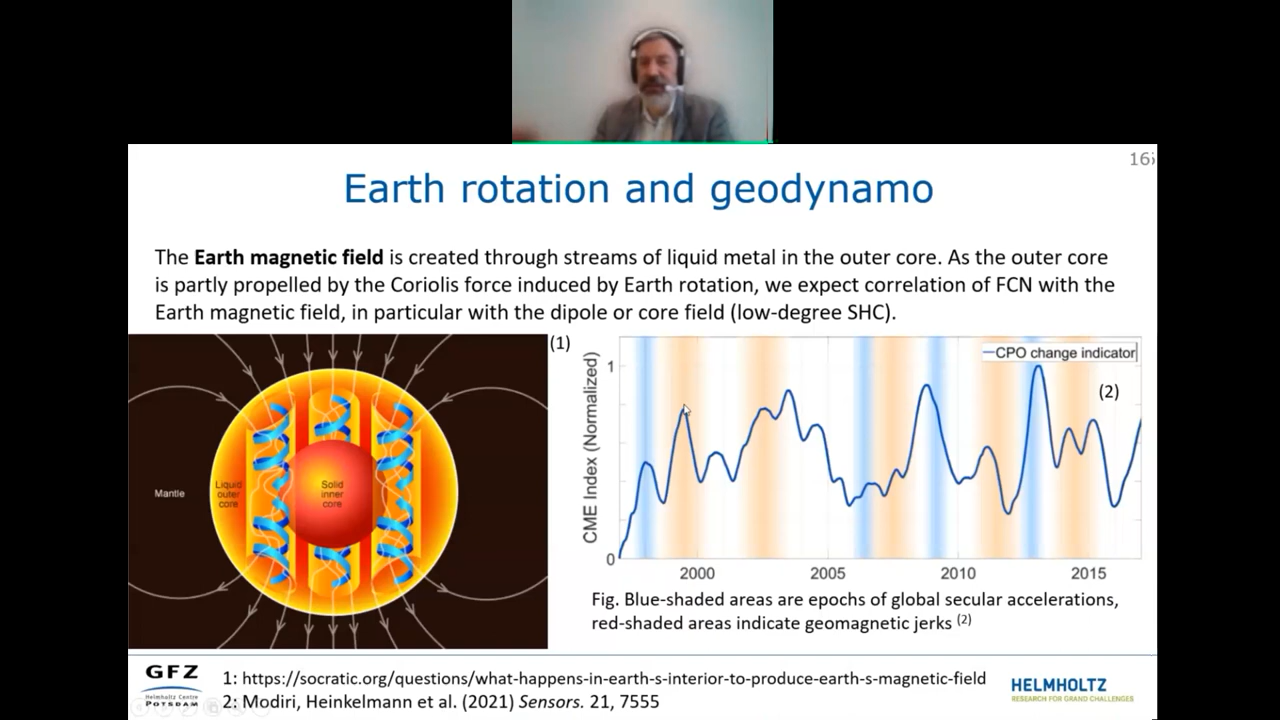 16
Earth rotation and geodynamo
The Earth magnetic field is created through streams of liquid metal in the outer core. As the outer core
is partly propelled by the Coriolis force induced by Earth rotation, we expect correlation of FCN with the
Earth magnetic field, in particular with the dipole or core field (low-degree SHC).
(1)
Mantle
Liquid
outer
core
Solid
inner
core
CME Index (Normalized)
1
0
CPO change indicator
(2)
2000 2005 2010 2015
Fig. Blue-shaded areas are epochs of global secular accelerations,
red-shaded areas indicate geomagnetic jerks (2)
GFZ
Helmholtz Centre
POTSDAM
1: https://socratic.org/questions/what-happens-in-earth-s-interior-to-produce-earth-s-magnetic-field
2: Modiri, Heinkelmann et al. (2021) Sensors. 21, 7555
HELMHOLTZ
RESEARCH FOR GRAND CHALLENGES